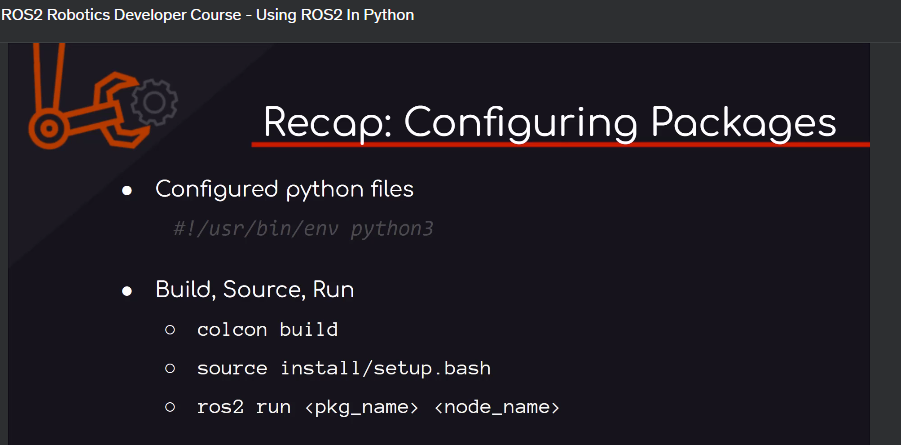 ROS2 Robotics Developer Course - Using ROS2 In Python
Recap: Configuring Packages
● Configured python files
#!/usr/bin/env python3
● Build, Source, Run
○ colcon build
○ source install/setup.bash
○ ros2 run <pkg_name> <node_name>